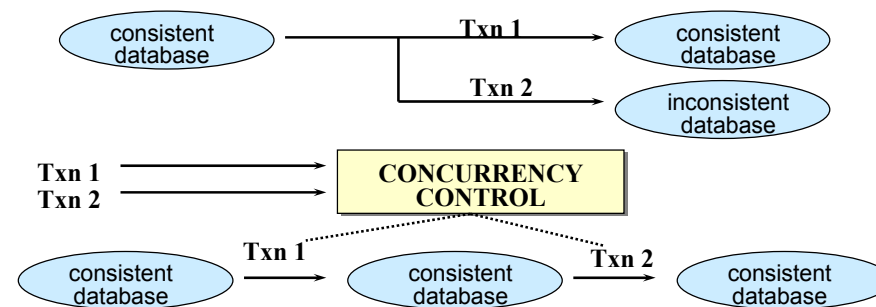 consistent
database
Txn 1
consistent
database
Txn 2
inconsistent
database
Txn 1
Txn 2
CONCURRENCY
CONTROL
Txn 1
Txn 2
consistent
database
consistent
database
consistent
database